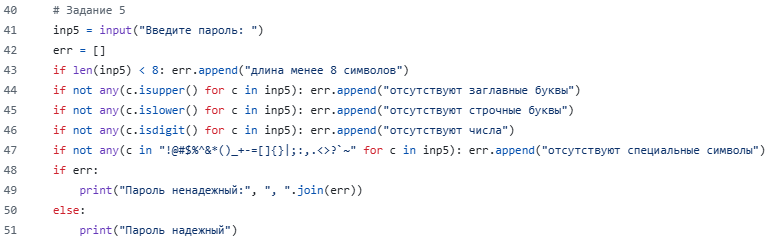 40 # Задание 5
41 inp5 = input("Введите пароль: ")
42 err = []
43 if len(inp5) < 8: err.append("длина менее 8 символов")
44 if not any(c.isupper() for c in inp5): err.append("отсутствуют заглавные буквы")
45 if not any(c.islower() for c in inp5): err.append("отсутствуют строчные буквы")
46 if not any(c.isdigit() for c in inp5): err.append("отсутствуют числа")
47 if not any(c in "!@#$%^&*()_+-=[]{}|;:,.<>?`~" for c in inp5): err.append("отсутствуют специальные символы")
48 if err:
49     print("Пароль ненадежный:", ", ".join(err))
50 else:
51     print("Пароль надежный")